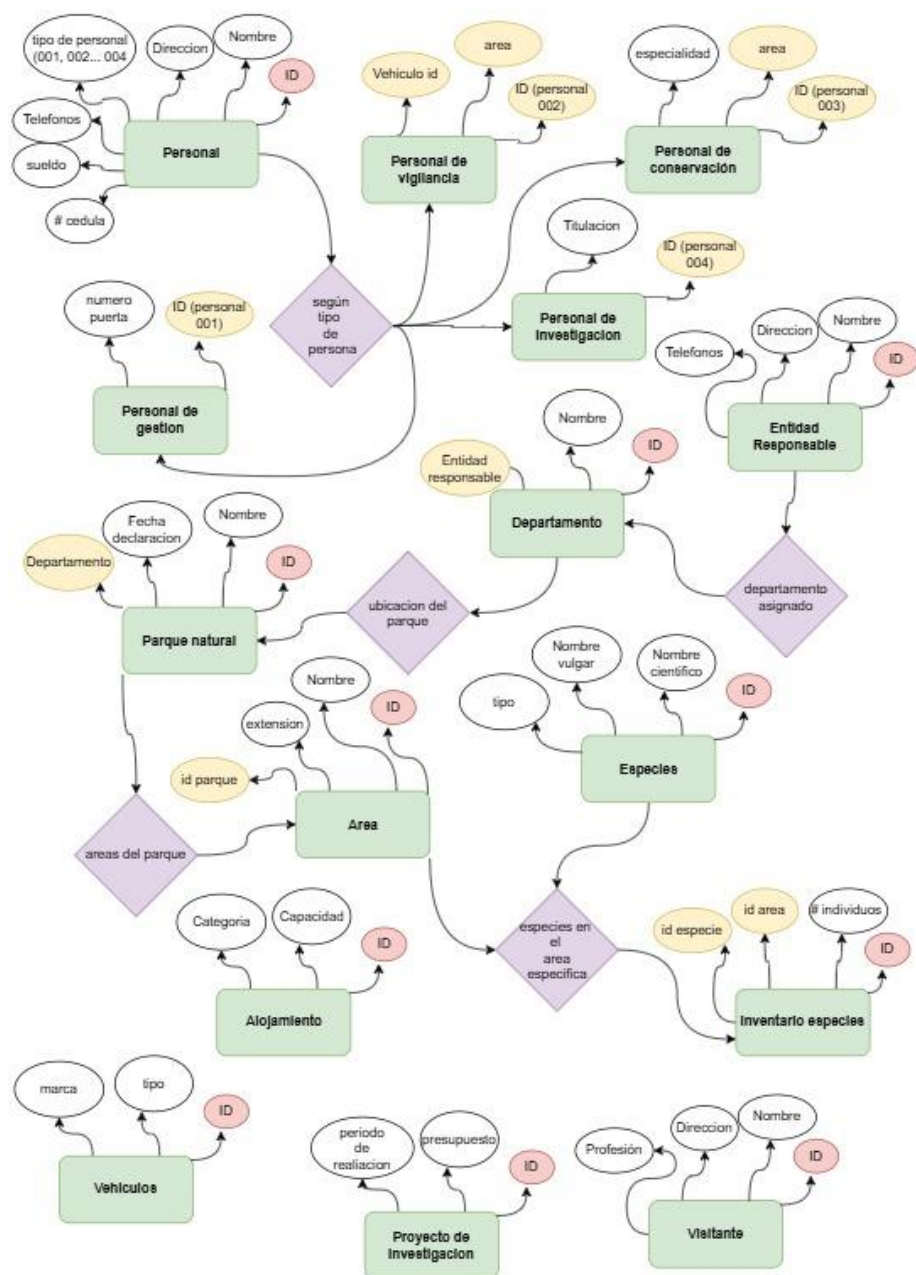 tipo de personal
(001, 002... 004
Direccion
Nombre
ID
Telefonos
sueldo
# cedula
Personal
Vehiculo id
area
ID (personal
002)
Personal de
vigilancia
especialidad
area
ID (personal
003)
Personal de
conservación
Titulacion
ID (personal
004)
Personal de
Investigacion
según
tipo
de
persona
numero
puerta
ID (personal
001)
Personal de
gestion
Telefonos
Direccion
Nombre
ID
Entidad
Responsable
Entidad
responsable
Nombre
ID
Departamento
departamento
asignado
ubicacion del
parque
Departamento
Fecha
declaracion
Nombre
ID
Parque natural
tipo
Nombre
vulgar
Nombre
cientifico
ID
Especies
id parque
extension
Nombre
ID
Area
areas del parque
especies en
el
area
especifica
id especie
id area
# individuos
ID
Inventario especies
Categoria
Capacidad
ID
Alojamiento
marca
tipo
ID
Vehiculos
periodo
de
realiacion
presupuesto
ID
Proyecto de
Investigacion
Profesión
Direccion
Nombre
ID
Visitante